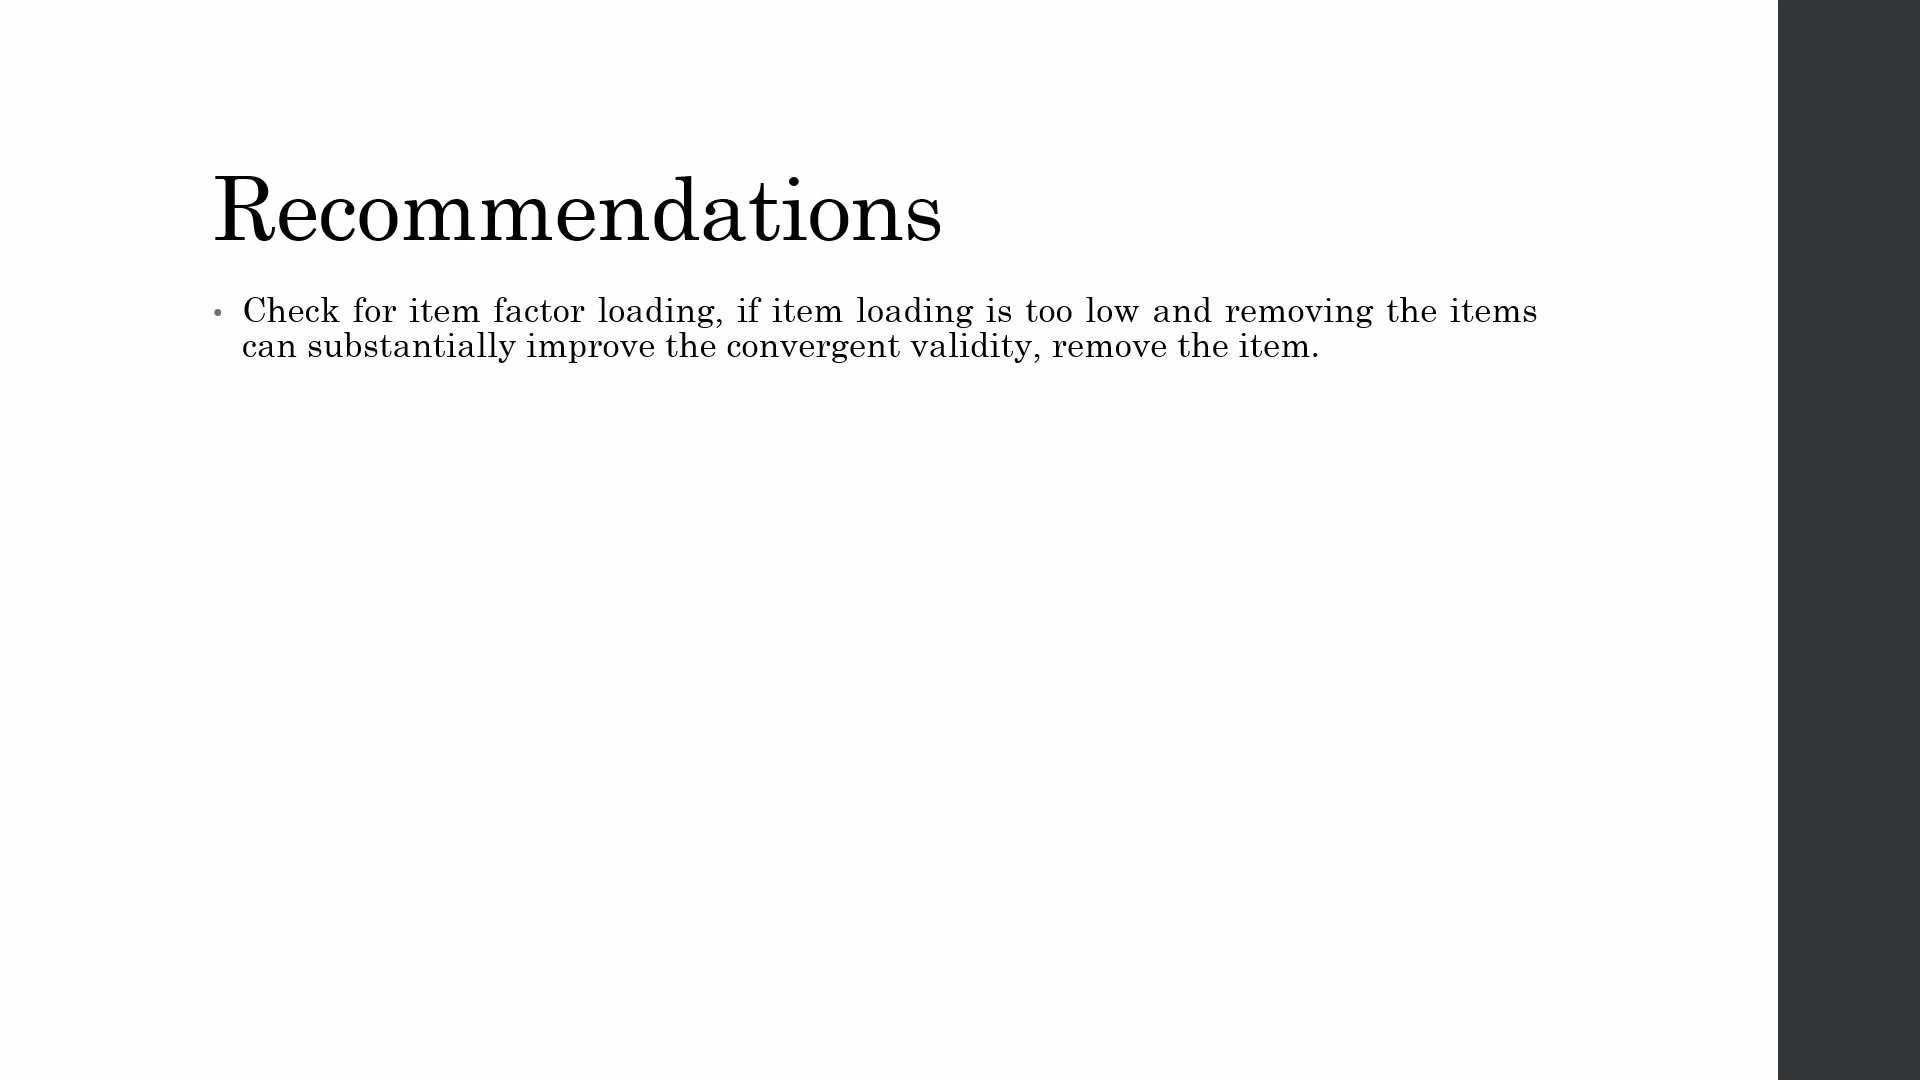 Recommendations
• Check for item factor loading, if item loading is too low and removing the items
can substantially improve the convergent validity, remove the item.